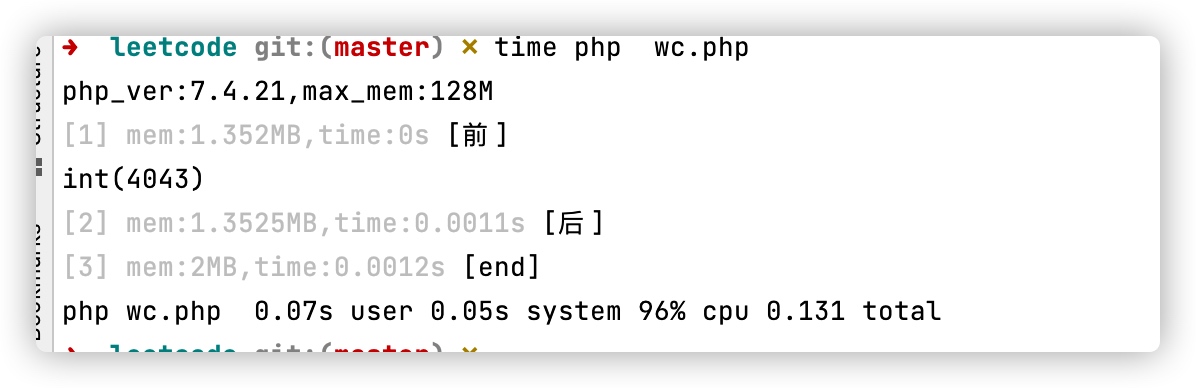 ➜  leetcode git:(master) ✗ time php  wc.php
php_ver:7.4.21,max_mem:128M
[1] mem:1.352MB,time:0s [前]
int(4043)
[2] mem:1.3525MB,time:0.0011s [后]
[3] mem:2MB,time:0.0012s [end]
php wc.php  0.07s user 0.05s system 96% cpu 0.131 total
➜  leetcode git:(master) ✗
Structure
Bookmarks